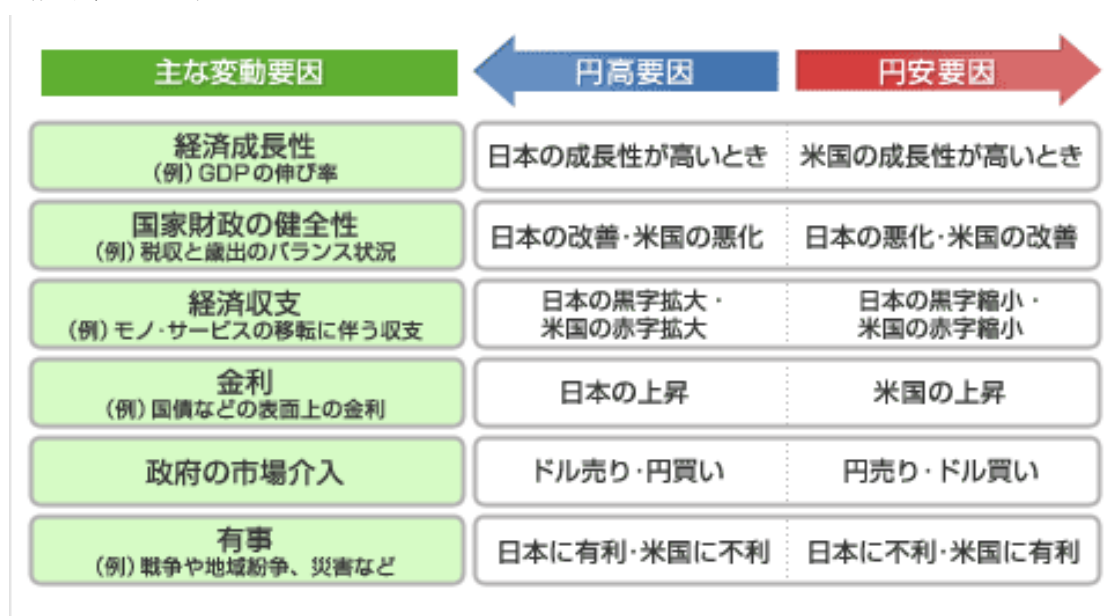 主な変動要因
円高要因
円安要因
経済成長性
(例)GDPの伸び率
日本の成長性が高いとき
米国の成長性が高いとき
国家財政の健全性
(例)税収と歳出のバランス状況
日本の改善・米国の悪化
日本の悪化・米国の改善
経済収支
(例)モノ・サービスの移転に伴う収支
日本の黒字拡大・
米国の赤字拡大
日本の黒字縮小・
米国の赤字縮小
金利
(例)国債などの表面上の金利
日本の上昇
米国の上昇
政府の市場介入
ドル売り・円買い
円売り・ドル買い
有事
(例)戦争や地域紛争、災害など
日本に有利・米国に不利
日本に不利・米国に有利